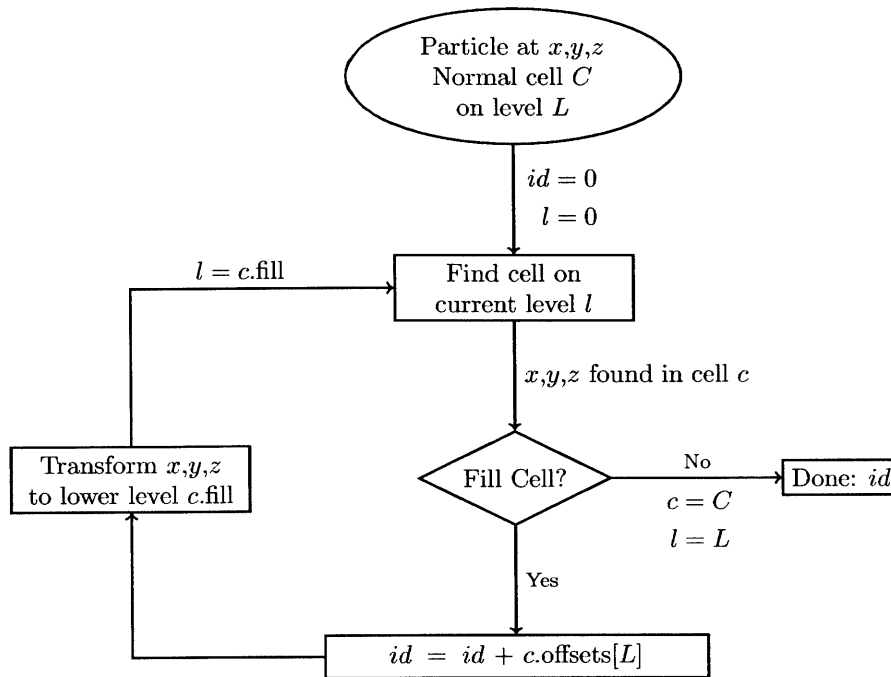 Particle at x,y,z
Normal cell C
on level L
id = 0
l = 0
l = c.fill
Find cell on
current level l
x,y,z found in cell c
Transform x,y,z
to lower level c.fill
Fill Cell?
No
c = C
l = L
Done: id
Yes
id = id + c.offsets[L]